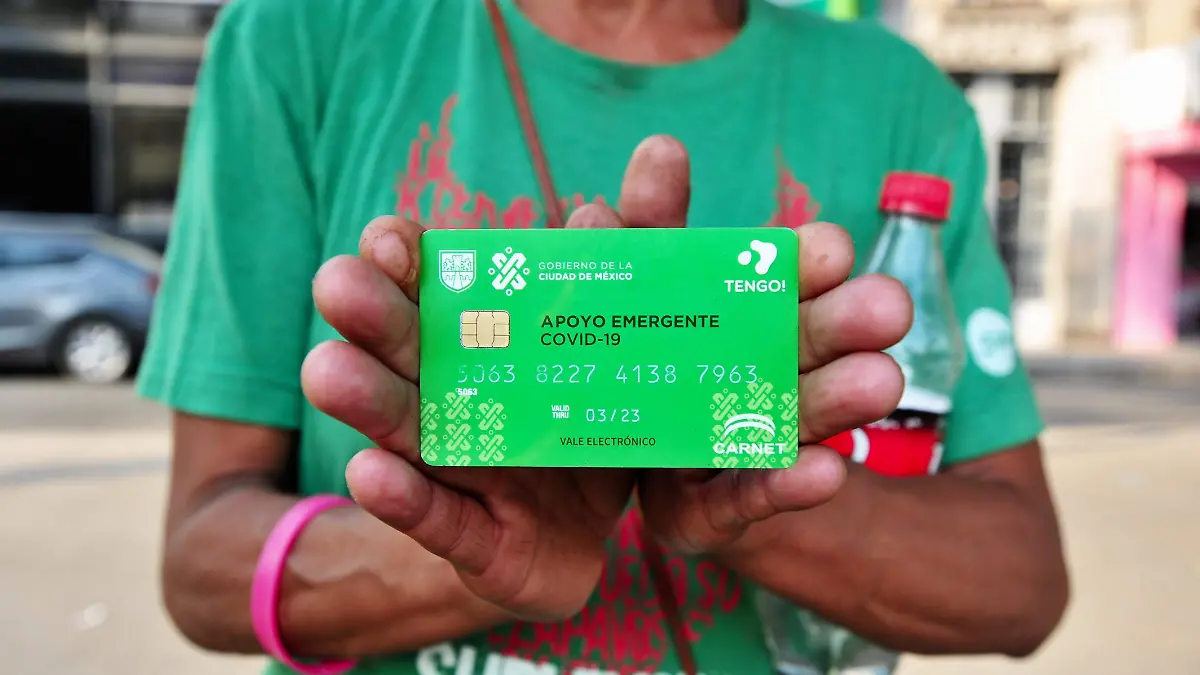 GOBIERNO DE LA
CIUDAD DE MÉXICO
TENGO!
APOYO EMERGENTE
COVID-19
5063 8227 4138 7963
5063
VALID
THRU
03/23
VALE ELECTRÓNICO
CARNET